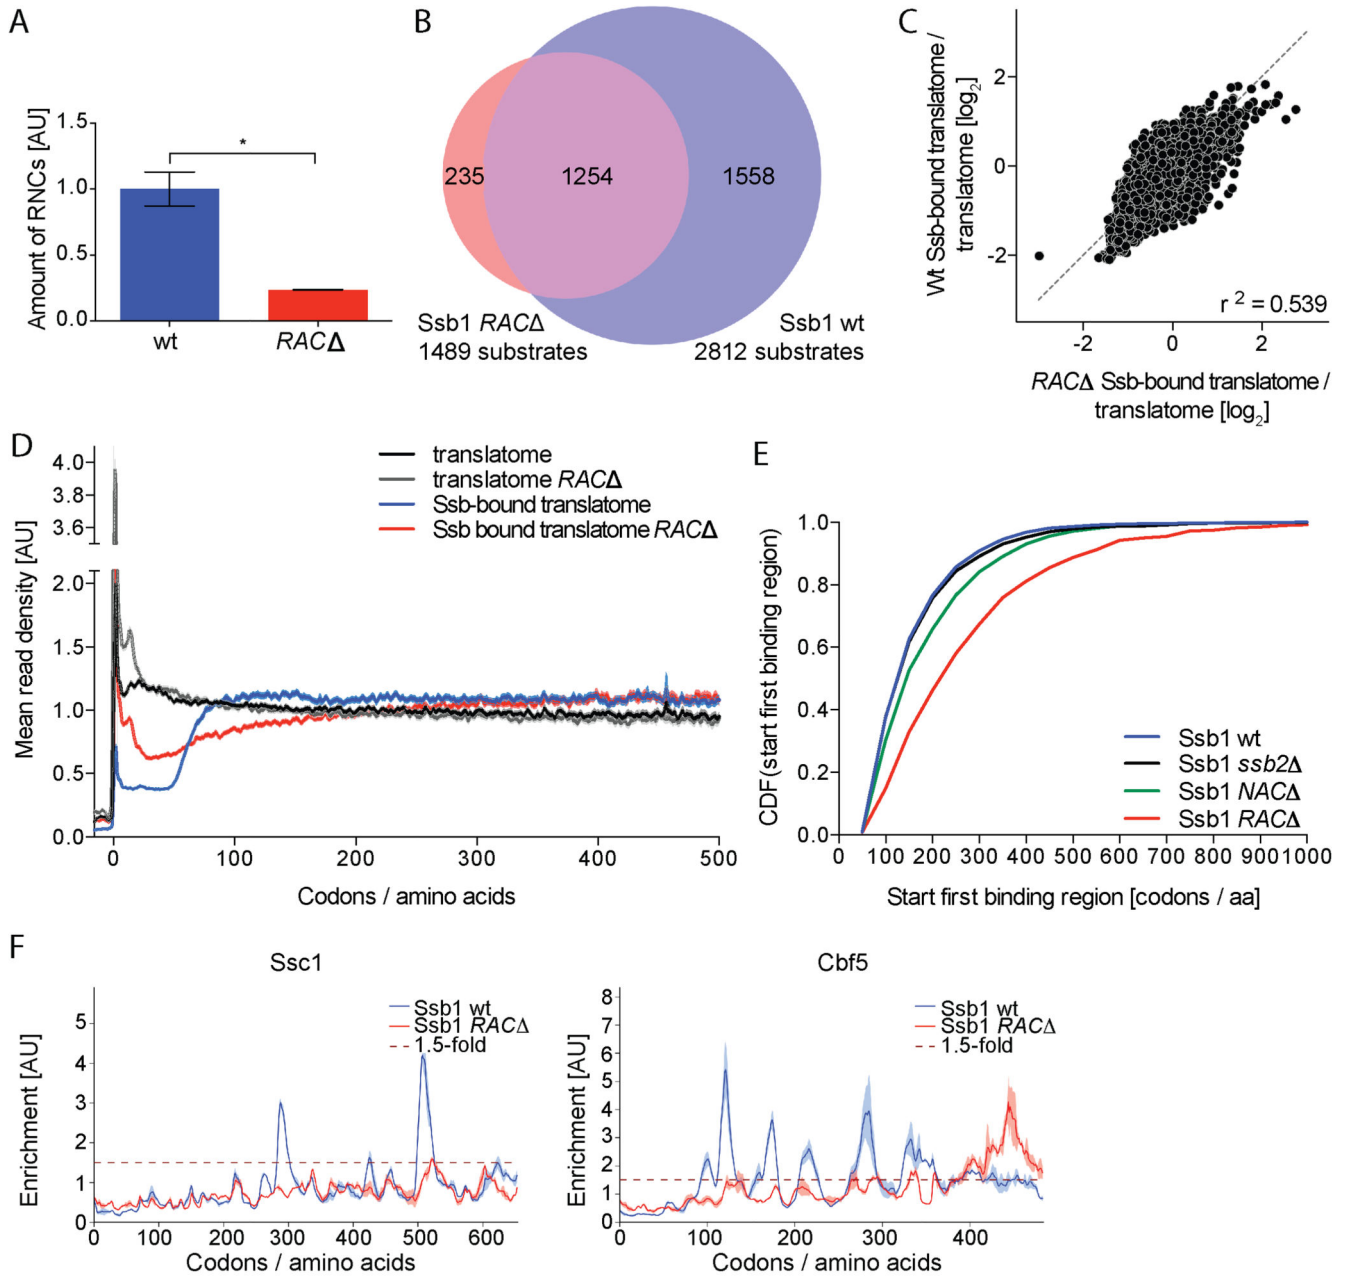 A
Amount of RNCs [AU]
1.5
1.0
0.5
0.0
*
wt
RACΔ
B
235
1254
1558
Ssb1 RACΔ
1489 substrates
Ssb1 wt
2812 substrates
C
Wt Ssb-bound translatome /
translatome [log2]
2
0
-2
r 2 = 0.539
-2
0
2
RACΔ Ssb-bound translatome /
translatome [log2]
D
Mean read density [AU]
4.0
3.8
3.6
2.0
1.5
1.0
0.5
0.0
translatome
translatome RACΔ
Ssb-bound translatome
Ssb bound translatome RACΔ
0
100
200
300
400
500
Codons / amino acids
E
CDF(start first binding region)
1.0
0.8
0.6
0.4
0.2
0.0
Ssb1 wt
Ssb1 ssb2Δ
Ssb1 NACΔ
Ssb1 RACΔ
0 100 200 300 400 500 600 700 800 900 1000
Start first binding region [codons / aa]
F
Ssc1
Enrichment [AU]
5
4
3
2
1
0
Ssb1 wt
Ssb1 RACΔ
1.5-fold
0 100 200 300 400 500 600
Codons / amino acids
Cbf5
Enrichment [AU]
8
7
6
5
4
3
2
1
0
Ssb1 wt
Ssb1 RACΔ
1.5-fold
0 100 200 300 400
Codons / amino acids